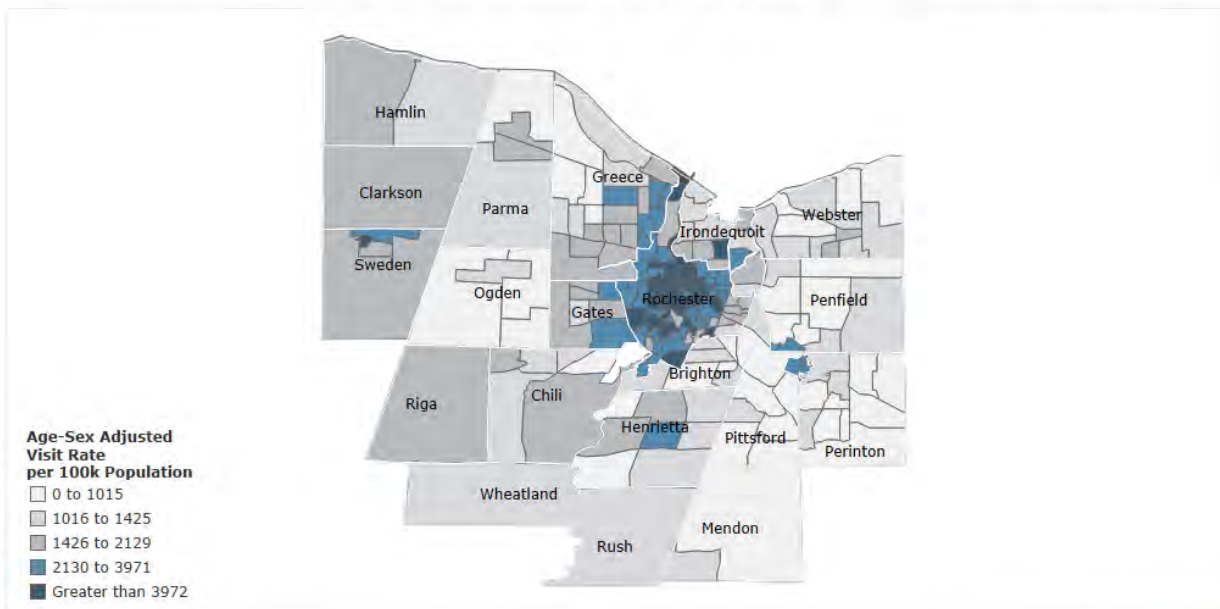 Hamlin
Greece
Clarkson
Parma
Webster
Irondequoit
Sweden
Ogden
Rochester
Penfield
Gates
Brighton
Chili
Riga
Henrietta
Pittsford
Perinton
Wheatland
Mendon
Rush
Age-Sex Adjusted
Visit Rate
per 100k Population
0 to 1015
1016 to 1425
1426 to 2129
2130 to 3971
Greater than 3972